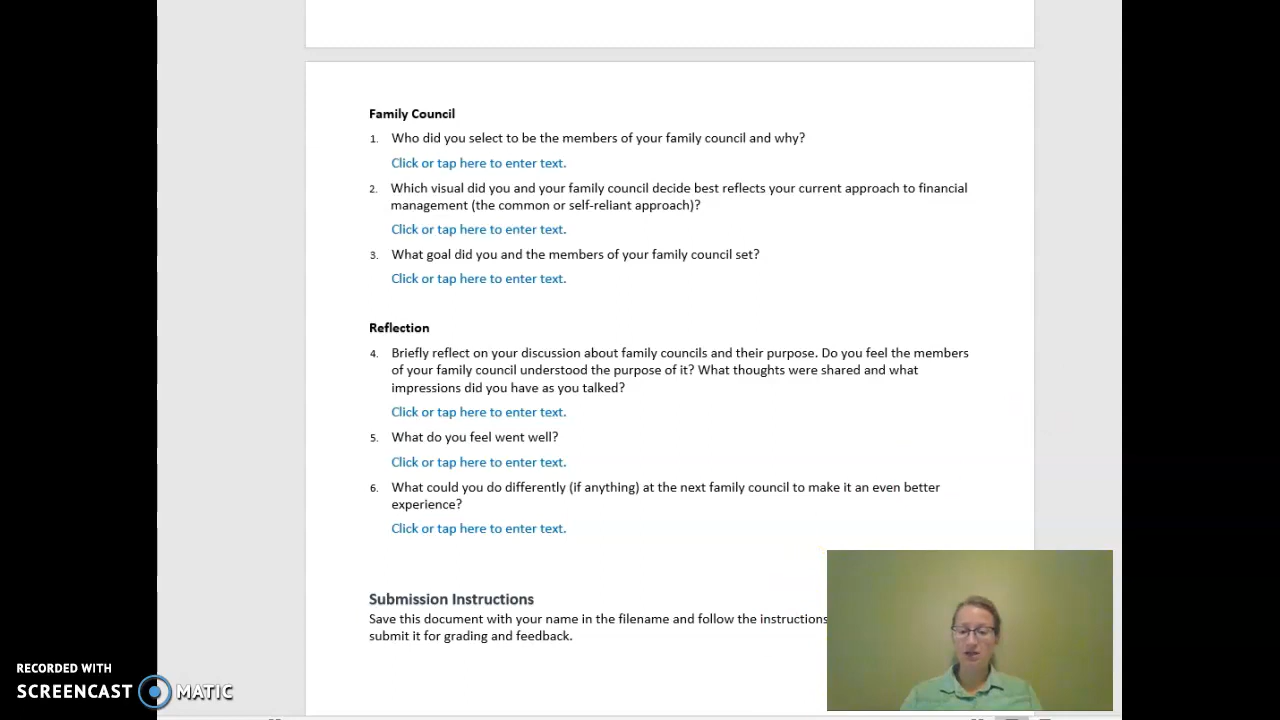 Family Council
1. Who did you select to be the members of your family council and why?
Click or tap here to enter text.
2. Which visual did you and your family council decide best reflects your current approach to financial
management (the common or self-reliant approach)?
Click or tap here to enter text.
3. What goal did you and the members of your family council set?
Click or tap here to enter text.
Reflection
4. Briefly reflect on your discussion about family councils and their purpose. Do you feel the members
of your family council understood the purpose of it? What thoughts were shared and what
impressions did you have as you talked?
Click or tap here to enter text.
5. What do you feel went well?
Click or tap here to enter text.
6. What could you do differently (if anything) at the next family council to make it an even better
experience?
Click or tap here to enter text.
Submission Instructions
Save this document with your name in the filename and follow the instructions
submit it for grading and feedback.
RECORDED WITH
SCREENCAST MATIC